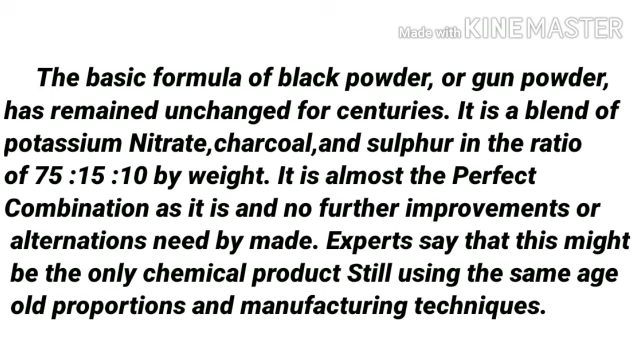 Made with KINEMASTER
The basic formula of black powder, or gun powder,
has remained unchanged for centuries. It is a blend of
potassium Nitrate,charcoal,and sulphur in the ratio
of 75 :15 :10 by weight. It is almost the Perfect
Combination as it is and no further improvements or
alternations need by made. Experts say that this might
be the only chemical product Still using the same age
old proportions and manufacturing techniques.